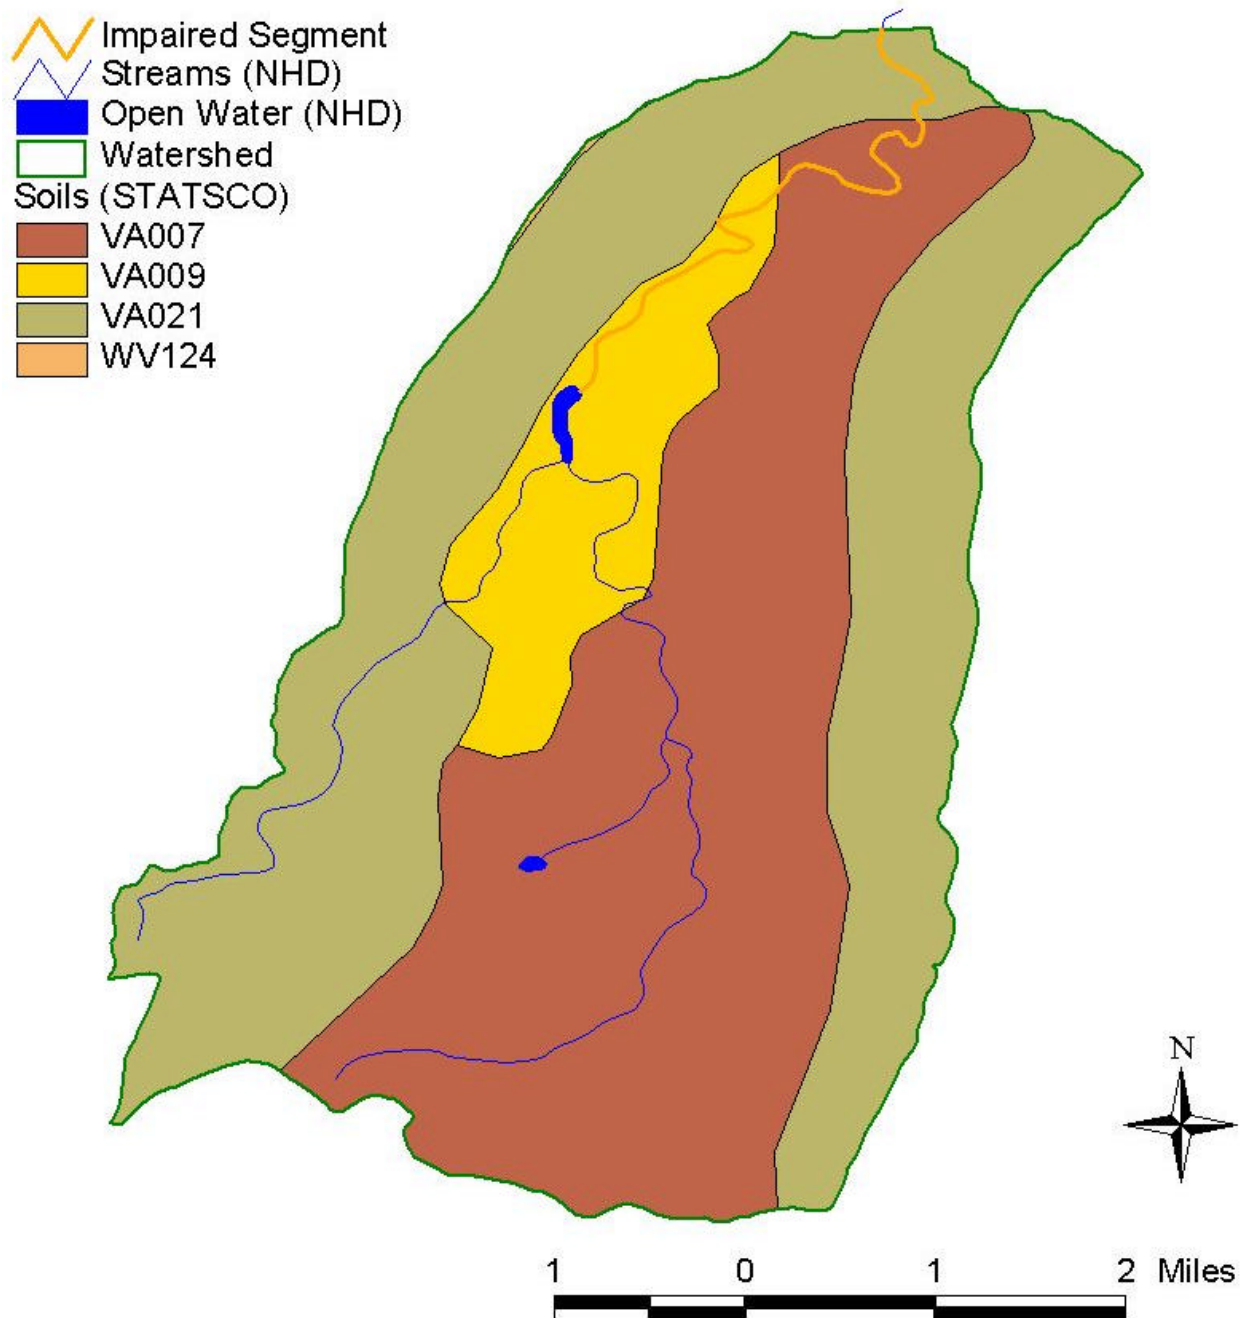 Impaired Segment
Streams (NHD)
Open Water (NHD)
Watershed
Soils (STATSCO)
VA007
VA009
VA021
WV124
N
1 0 1 2 Miles